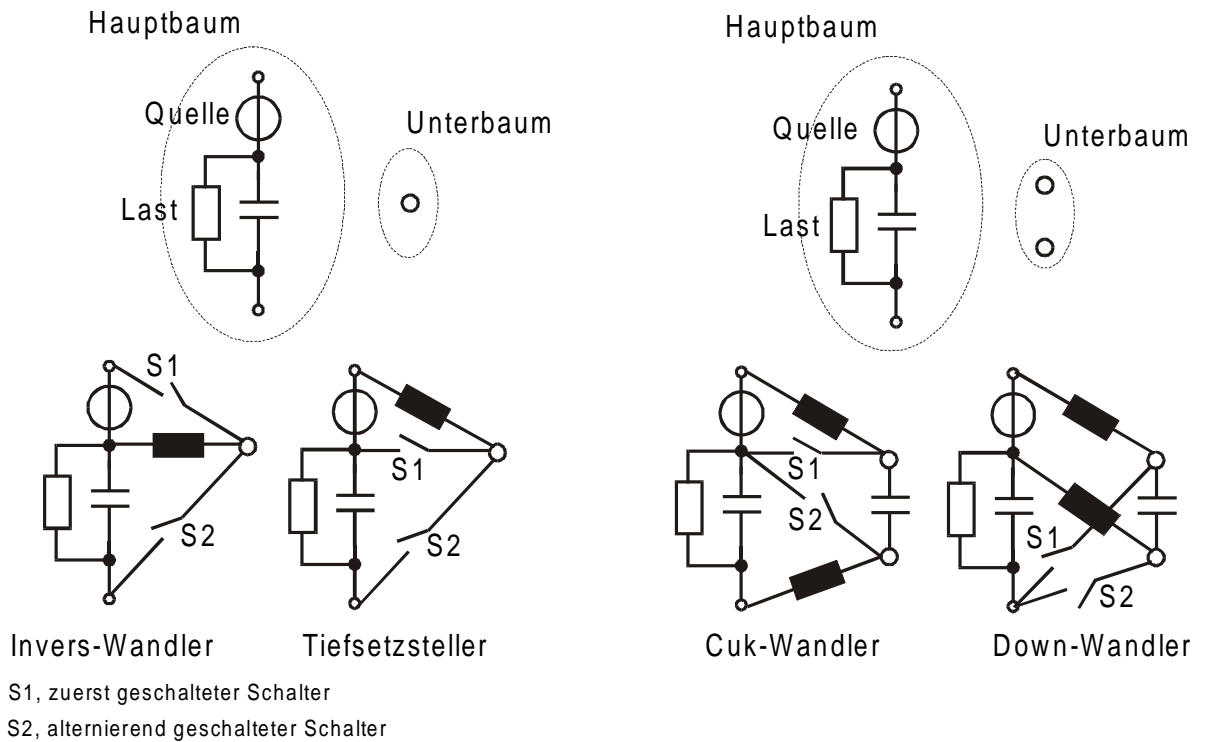 Hauptbaum
Quelle
Unterbaum
Last
Hauptbaum
Quelle
Unterbaum
Last
S1
S2
Invers-Wandler
S1
S2
Tiefsetzsteller
S1
S2
Cuk-Wandler
S1
S2
Down-Wandler
S1, zuerst geschalteter Schalter
S2, alternierend geschalteter Schalter